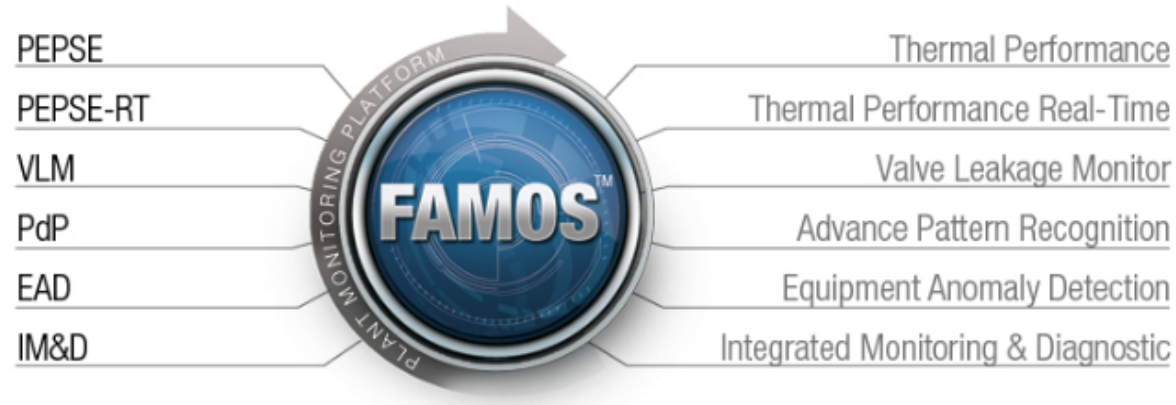 PEPSE
PEPSE-RT
VLM
PdP
EAD
IM&D
PLANT MONITORING PLATFORM
FAMOS™
Thermal Performance
Thermal Performance Real-Time
Valve Leakage Monitor
Advance Pattern Recognition
Equipment Anomaly Detection
Integrated Monitoring & Diagnostic